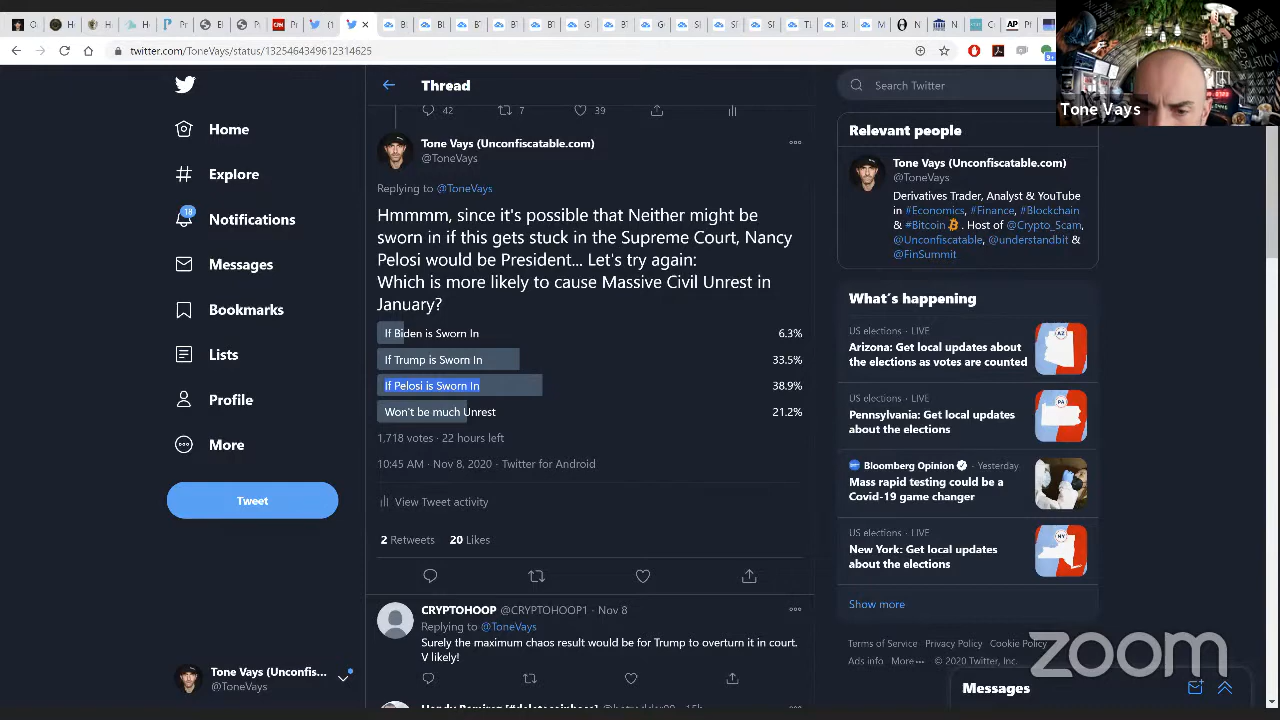 twitter.com/ToneVays/status/1325464349612314625
Tone Vays
Thread
Search Twitter
42
7
39
Home
Explore
18
Notifications
Messages
Bookmarks
Lists
Profile
More
Tweet
Tone Vays (Unconfis...
@ToneVays
Tone Vays (Unconfiscatable.com)
@ToneVays
Replying to @ToneVays
Hmmmm, since it's possible that Neither might be
sworn in if this gets stuck in the Supreme Court, Nancy
Pelosi would be President... Let's try again:
Which is more likely to cause Massive Civil Unrest in
January?
If Biden is Sworn In 6.3%
If Trump is Sworn In 33.5%
If Pelosi is Sworn In 38.9%
Won't be much Unrest 21.2%
1,718 votes · 22 hours left
10:45 AM · Nov 8, 2020 · Twitter for Android
View Tweet activity
2 Retweets 20 Likes
CRYPTOHOOP @CRYPTOHOOP1 · Nov 8
Replying to @ToneVays
Surely the maximum chaos result would be for Trump to overturn it in court.
V likely!
Relevant people
Tone Vays (Unconfiscatable.com)
@ToneVays
Derivatives Trader, Analyst & YouTube
in #Economics, #Finance, #Blockchain
& #Bitcoin. Host of @Crypto_Scam,
@Unconfiscatable, @understandbit &
@FinSummit
What's happening
US elections · LIVE
Arizona: Get local updates about
the elections as votes are counted
US elections · LIVE
Pennsylvania: Get local updates
about the elections
Bloomberg Opinion · Yesterday
Mass rapid testing could be a
Covid-19 game changer
US elections · LIVE
New York: Get local updates
about the elections
Show more
Terms of Service Privacy Policy Cookie Policy
Ads info More... © 2020 Twitter, Inc.
zoom
Messages